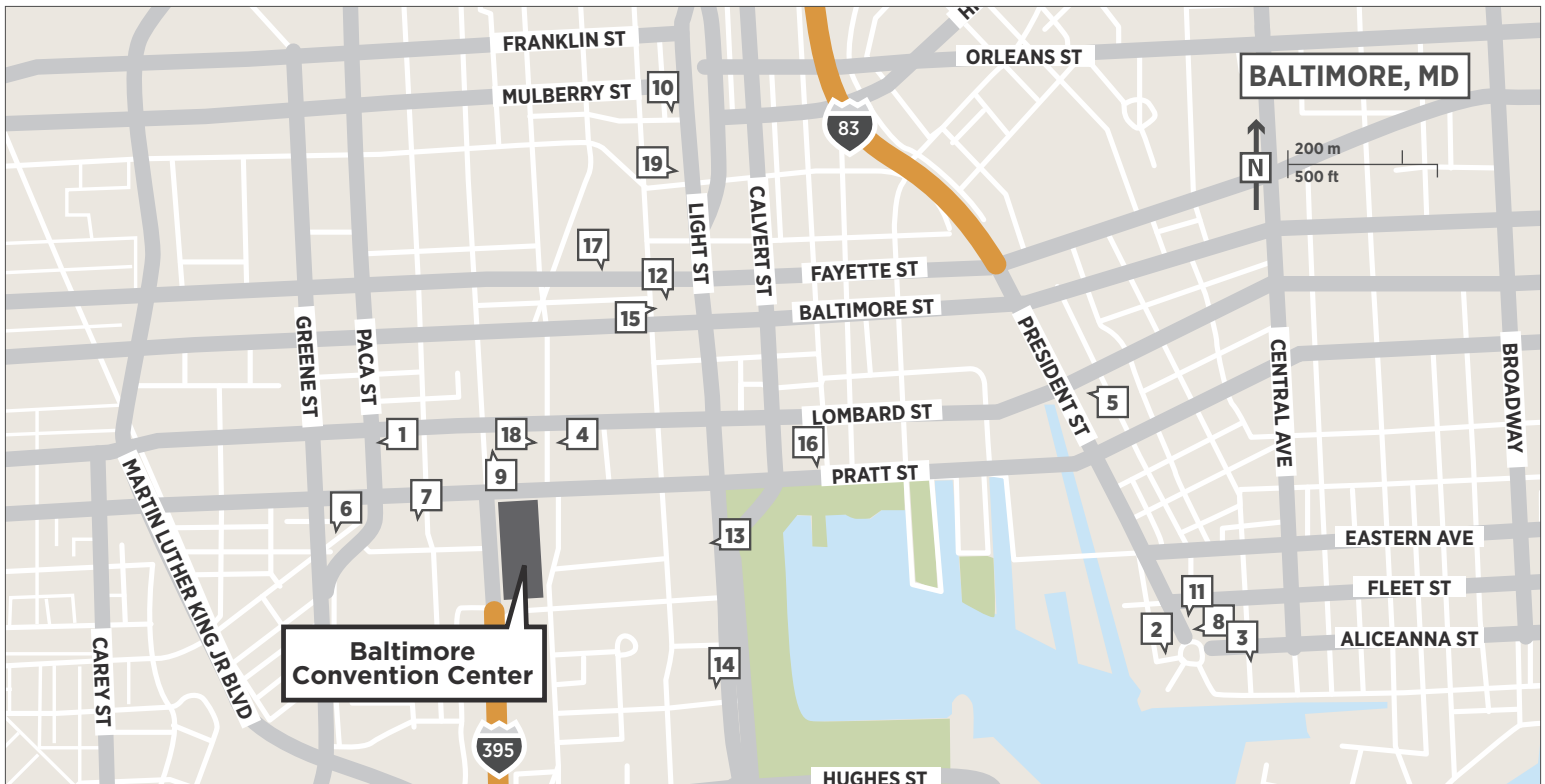 FRANKLIN ST
HI
ORLEANS ST
BALTIMORE, MD
MULBERRY ST
10
83
200 m
N
500 ft
19
LIGHT ST
CALVERT ST
17
12
FAYETTE ST
15
BALTIMORE ST
GREENE ST
PACA ST
PRESIDENT ST
CENTRAL AVE
BROADWAY
5
LOMBARD ST
1
18
4
16
9
PRATT ST
7
6
MARTIN LUTHER KING JR BLVD
13
EASTERN AVE
11
FLEET ST
2
8
3
ALICEANNA ST
Baltimore
Convention Center
14
CAREY ST
395
HUGHES ST